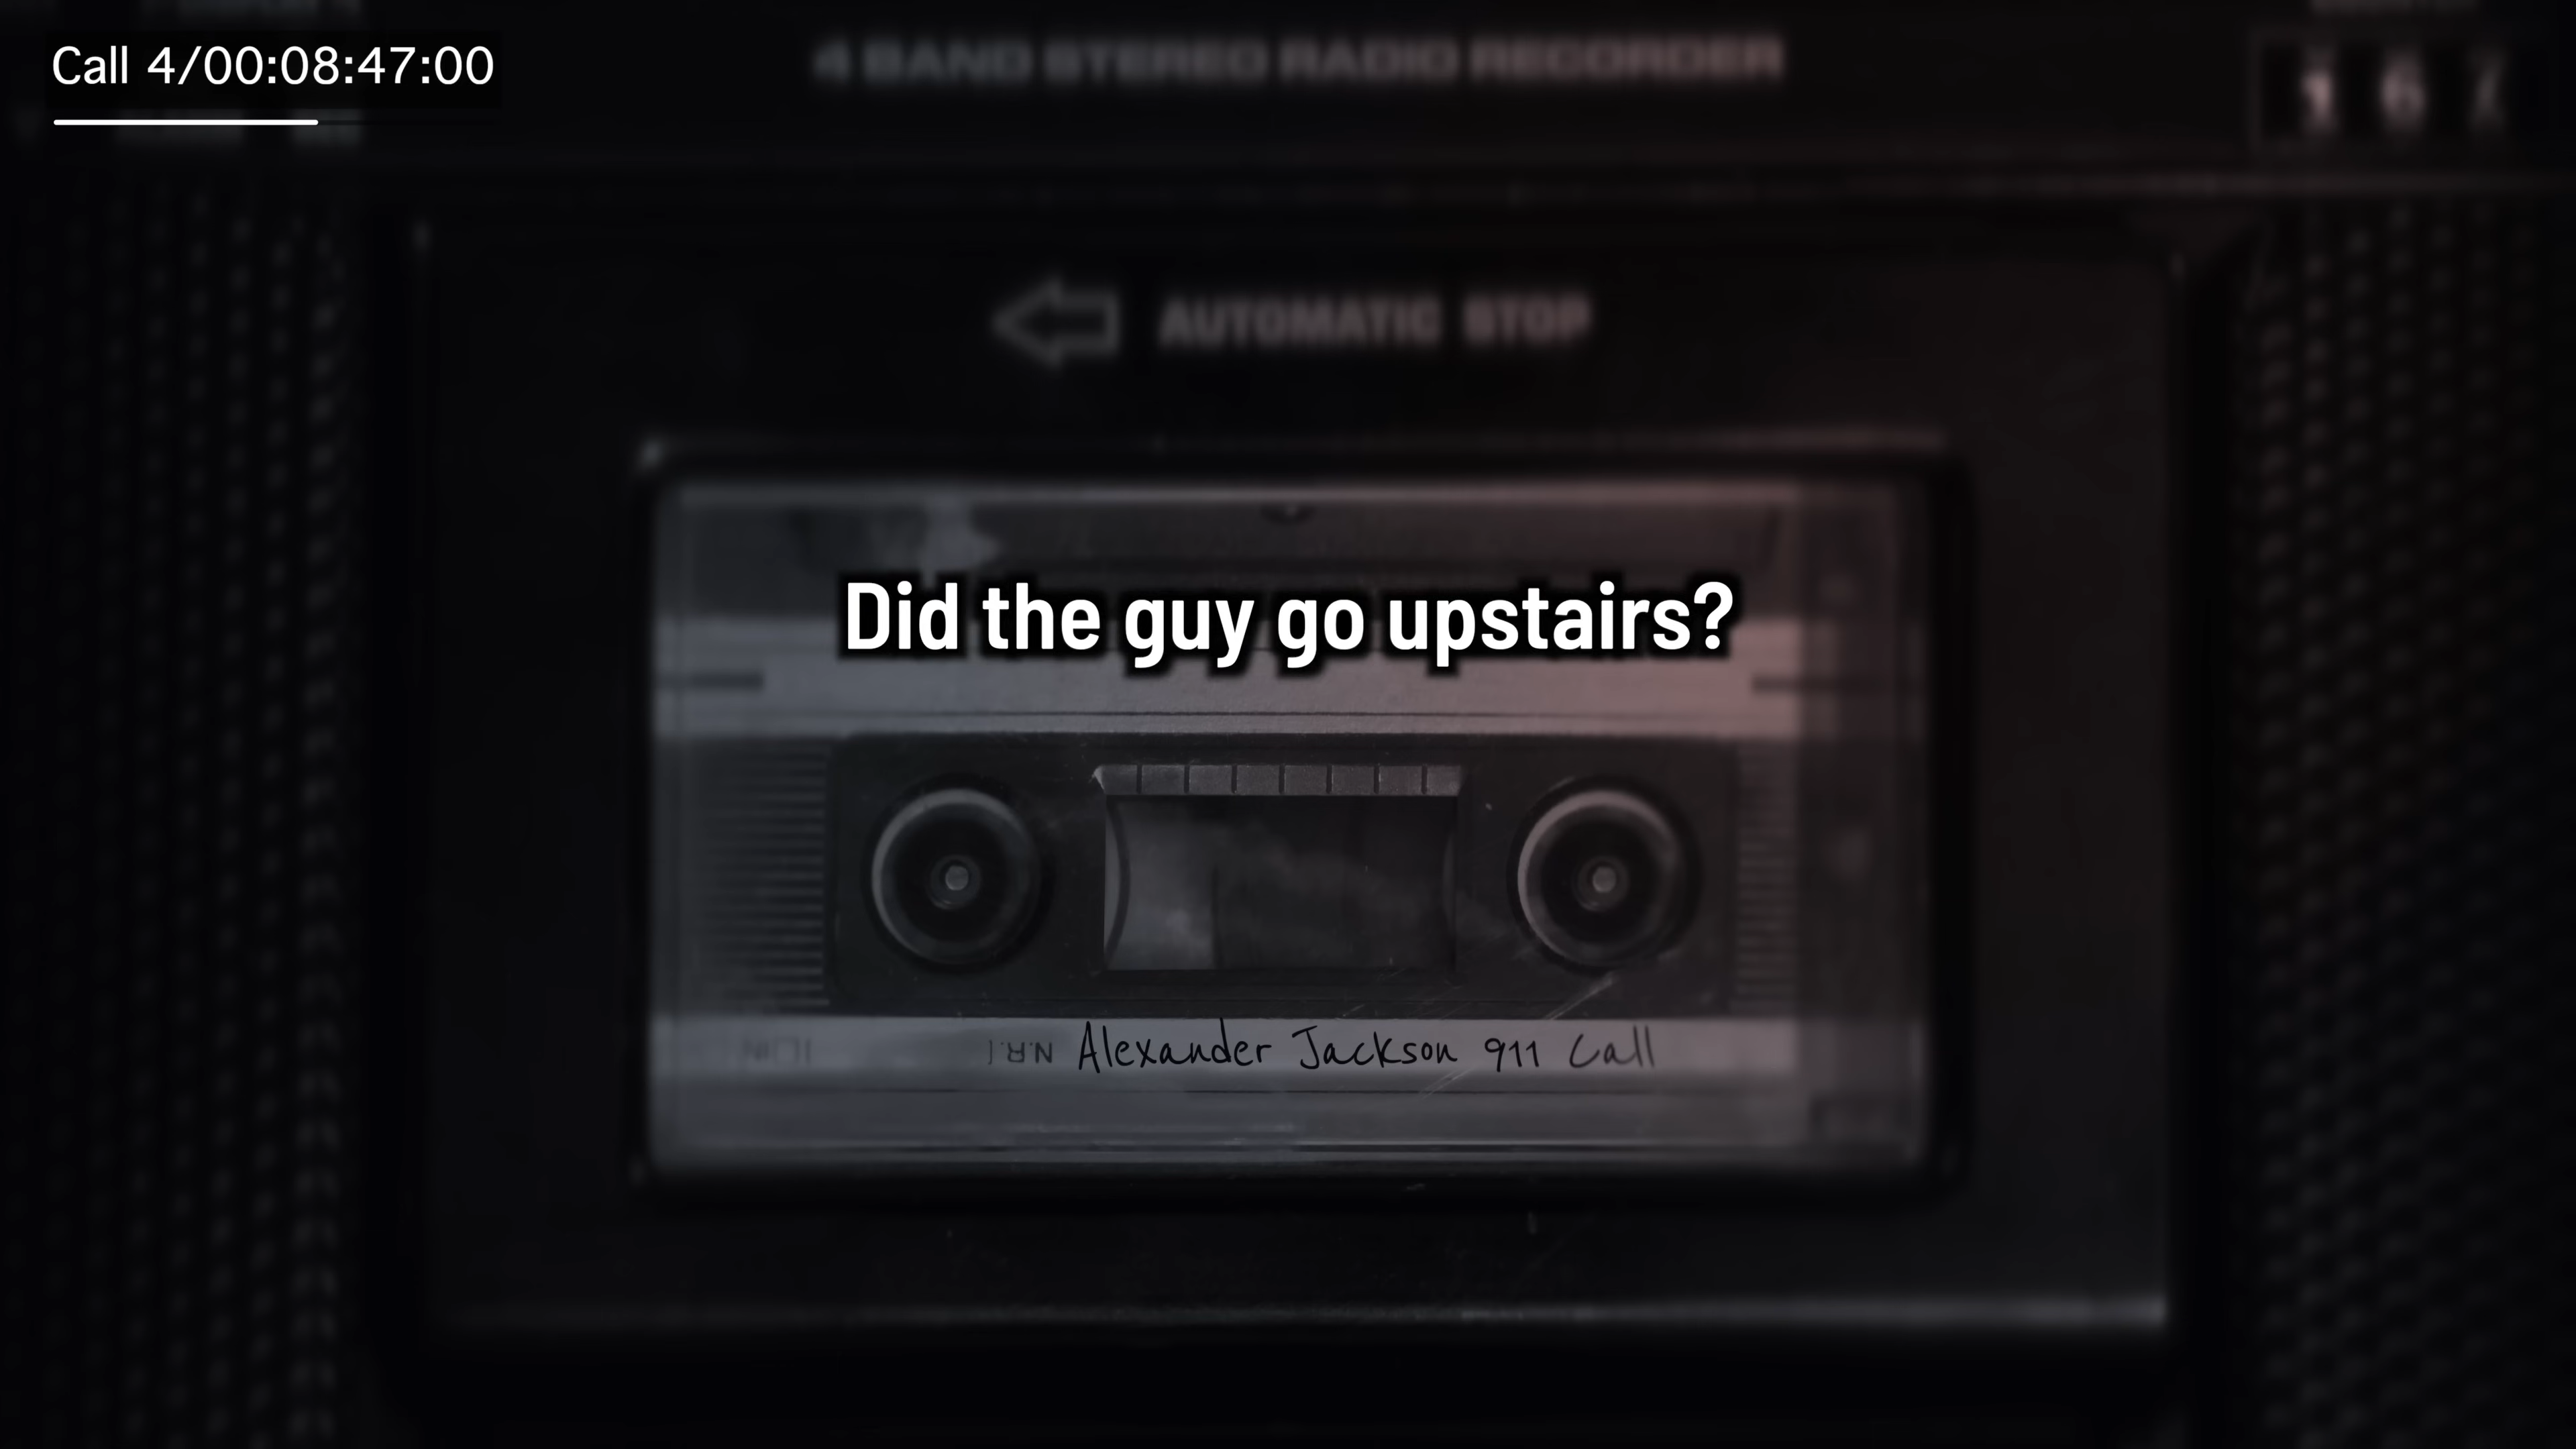 Call 4/00:08:47:00
4 BAND STEREO RADIO RECORDER
AUTOMATIC STOP
Did the guy go upstairs?
N.R.
Alexander Jackson 911 Call